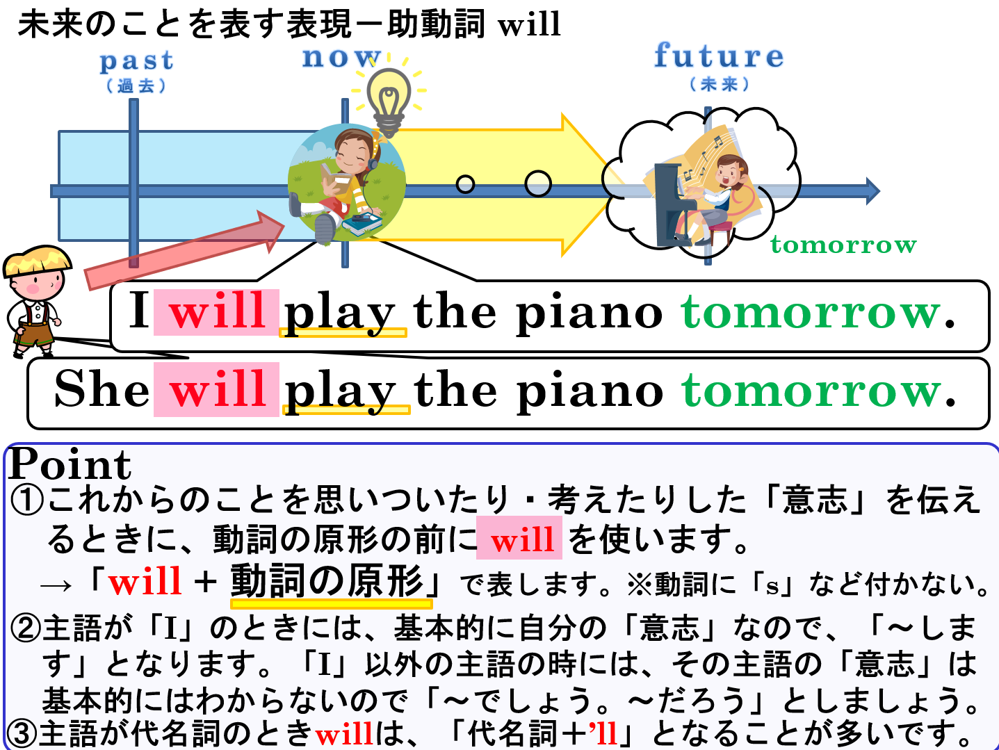 未来のことを表す表現－助動詞 will
past
（過去）
now
future
（未来）
tomorrow
I will play the piano tomorrow.
She will play the piano tomorrow.
Point
①これからのことを思いついたり・考えたりした「意志」を伝え
るときに、動詞の原形の前に will を使います。
→「will + 動詞の原形」で表します。※動詞に「s」など付かない。
②主語が「I」のときには、基本的に自分の「意志」なので、「～しま
す」となります。「I」以外の主語の時には、その主語の「意志」は
基本的にはわからないので「～でしょう。～だろう」としましょう。
③主語が代名詞のときwillは、「代名詞＋’ll」となることが多いです。